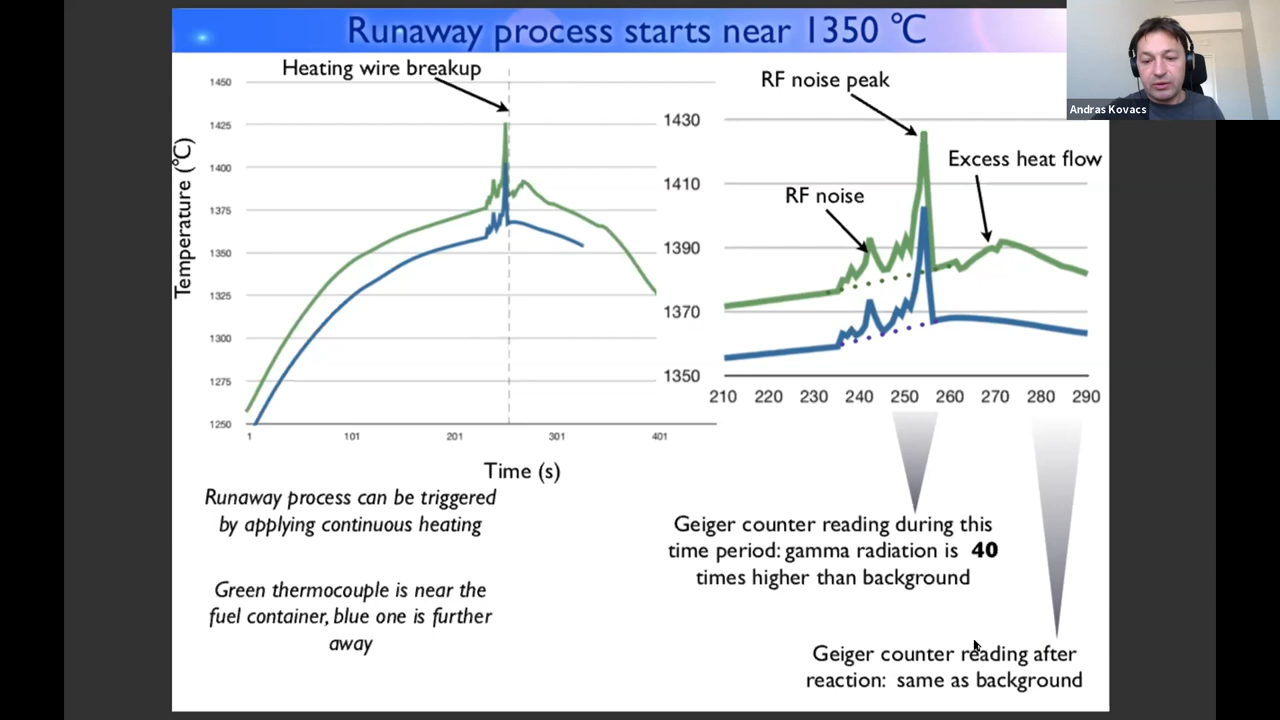 Runaway process starts near 1350 °C
Andras Kovacs
Heating wire breakup
Temperature (°C)
1450
1425
1400
1375
1350
1325
1300
1275
1250
1
101
201
301
401
Time (s)
RF noise peak
Excess heat flow
RF noise
1430
1410
1390
1370
1350
210 220 230 240 250 260 270 280 290
Runaway process can be triggered
by applying continuous heating
Green thermocouple is near the
fuel container, blue one is further
away
Geiger counter reading during this
time period: gamma radiation is 40
times higher than background
Geiger counter reading after
reaction: same as background